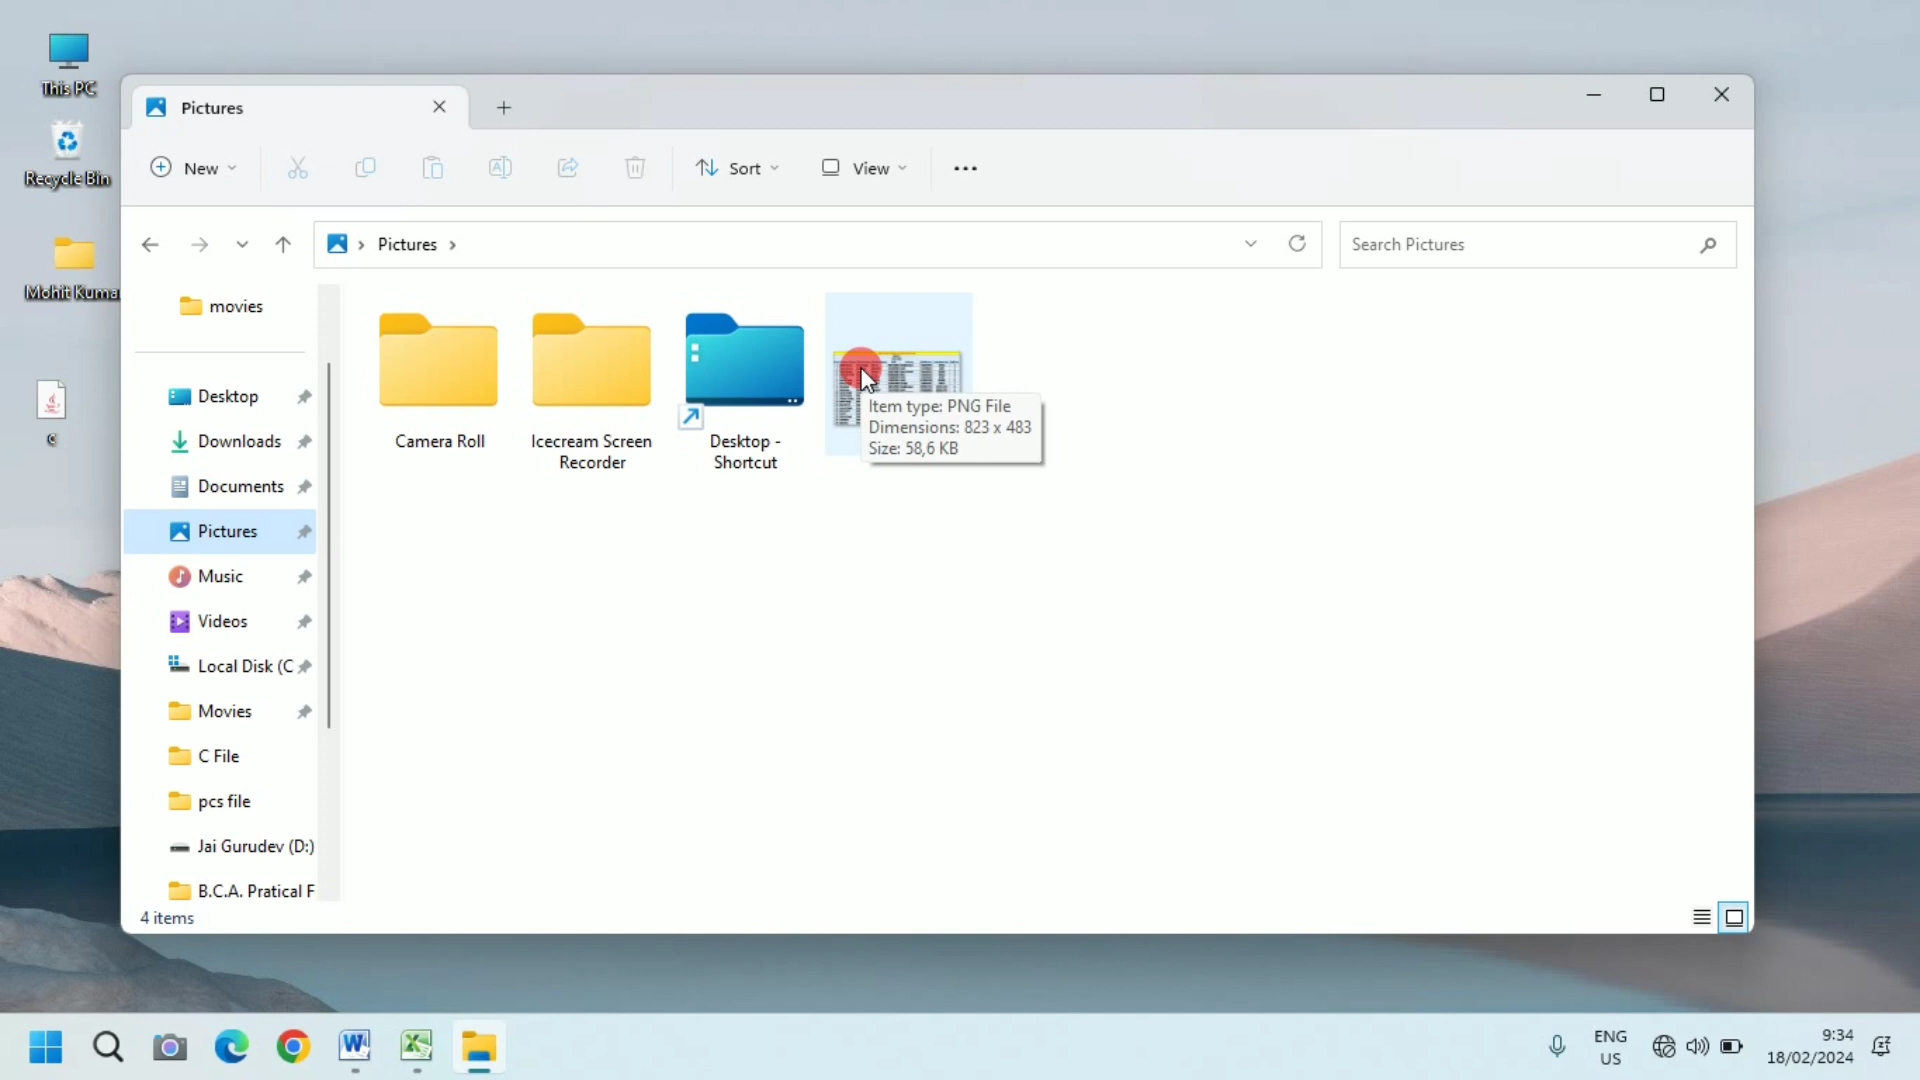 This PC
Recycle Bin
Mohit Kumar
C
Pictures
New
Sort
View
Pictures
Search Pictures
movies
Desktop
Downloads
Documents
Pictures
Music
Videos
Local Disk (C
Movies
C File
pcs file
Jai Gurudev (D:)
B.C.A. Pratical F
Camera Roll
Icecream Screen
Recorder
Desktop -
Shortcut
Item type: PNG File
Dimensions: 823 x 483
Size: 58,6 KB
4 items
ENG
US
9:34
18/02/2024